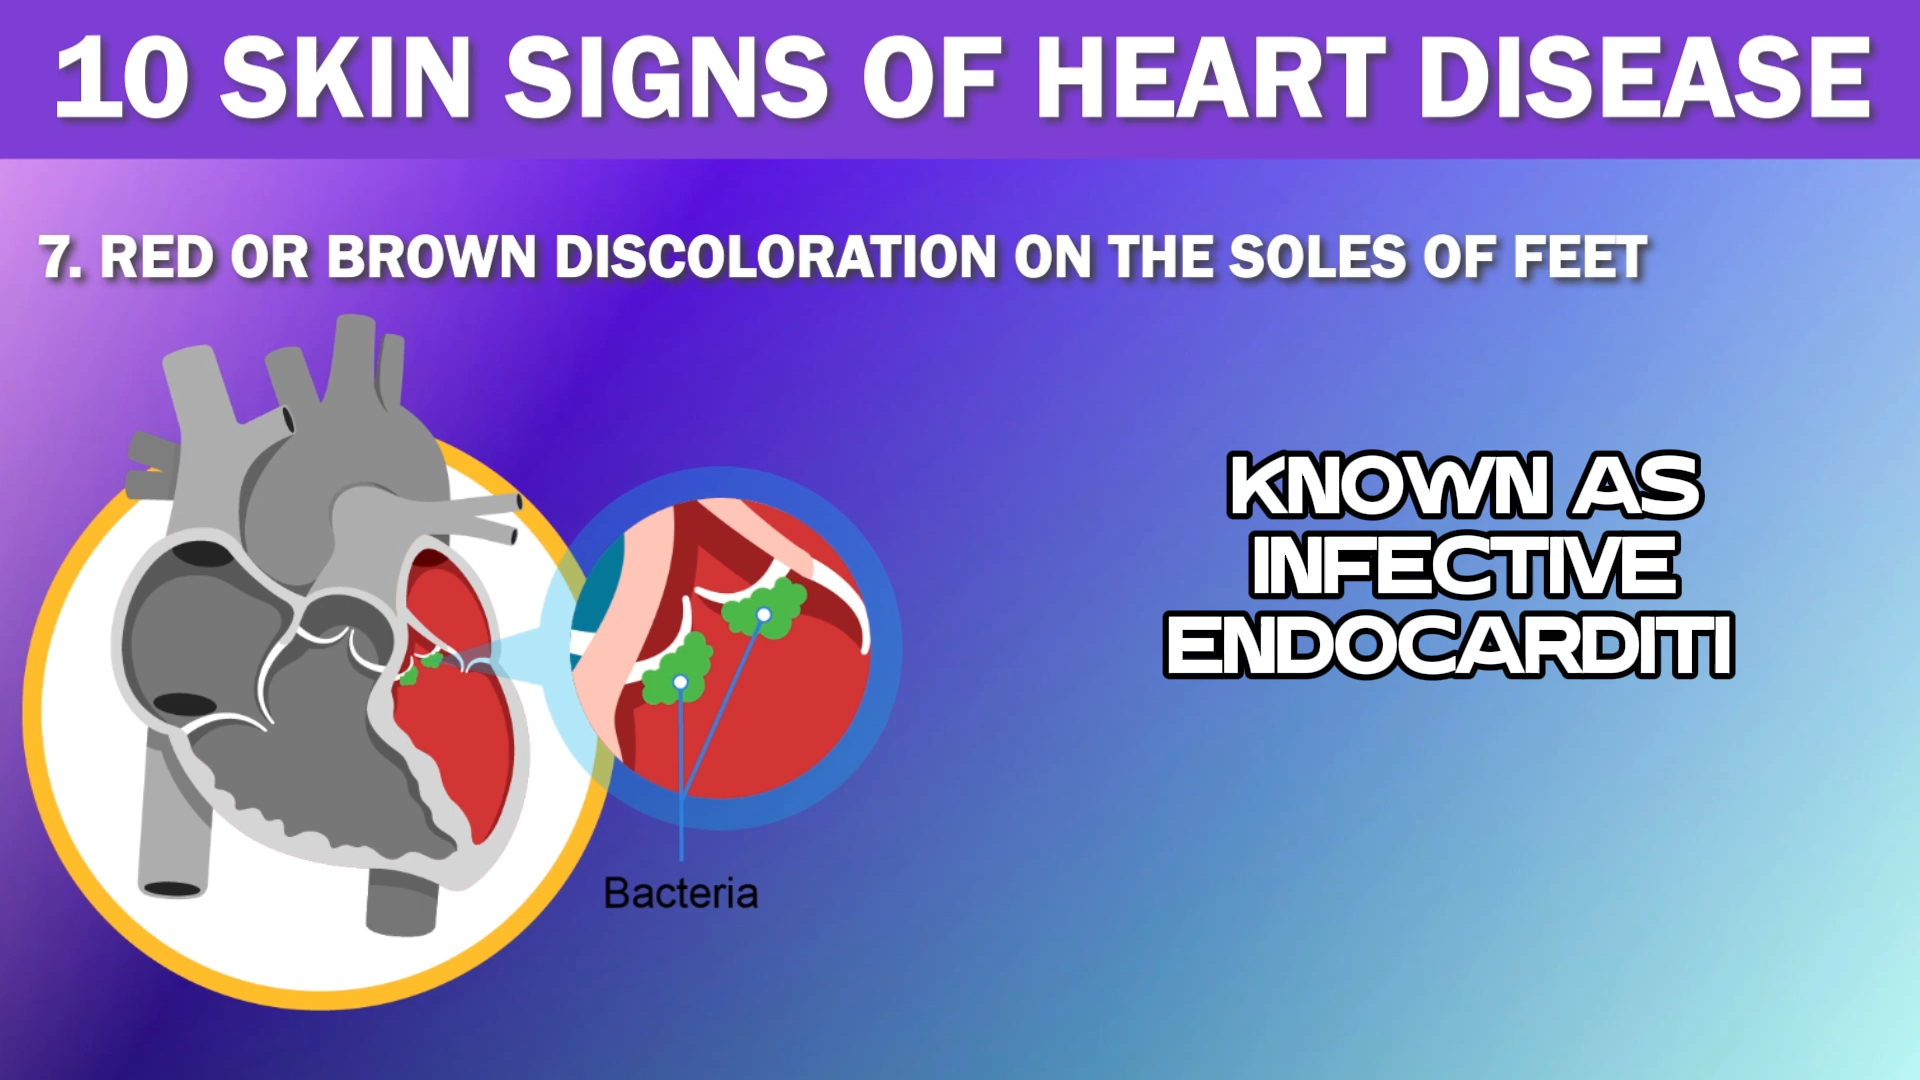 10 SKIN SIGNS OF HEART DISEASE
7. RED OR BROWN DISCOLORATION ON THE SOLES OF FEET
KNOWN AS
INFECTIVE
ENDOCARDITI
Bacteria